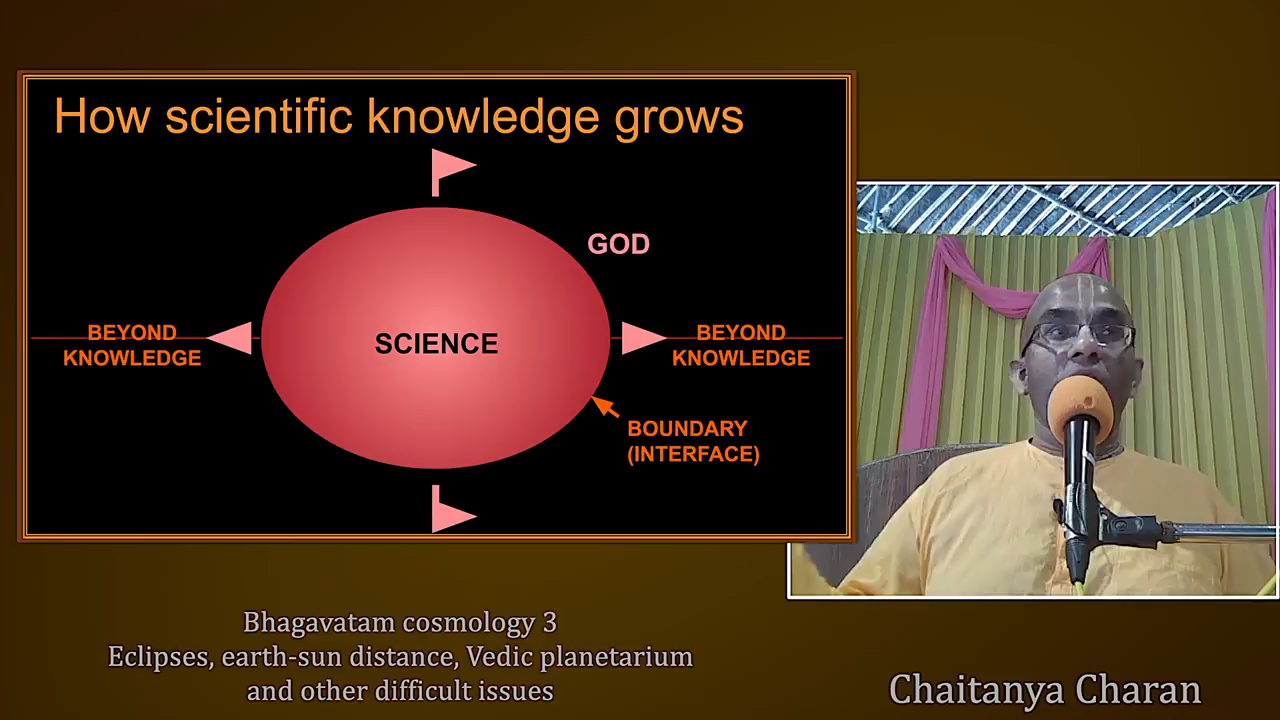 How scientific knowledge grows
GOD
BEYOND
KNOWLEDGE
SCIENCE
BEYOND
KNOWLEDGE
BOUNDARY
(INTERFACE)
Bhagavatam cosmology 3
Eclipses, earth-sun distance, Vedic planetarium
and other difficult issues
Chaitanya Charan